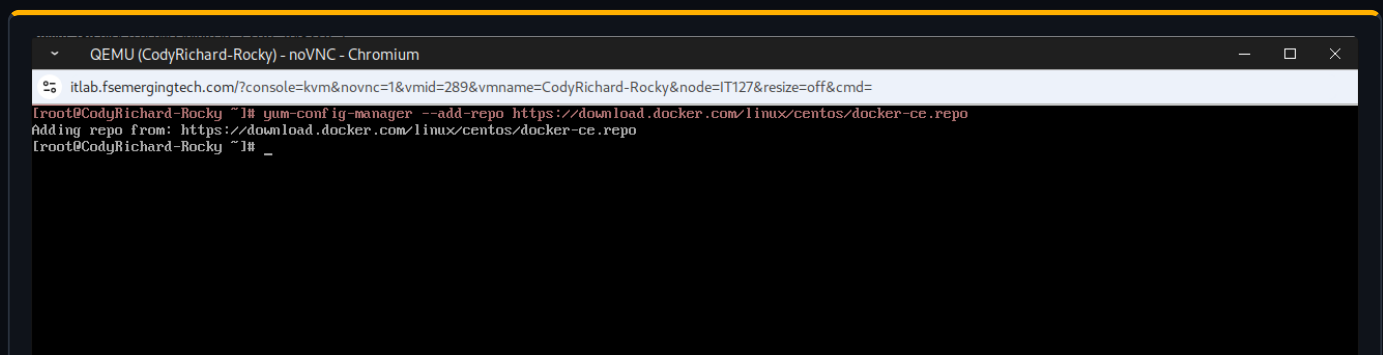 QEMU (CodyRichard-Rocky) - noVNC - Chromium
itlab.fsemergingtech.com/?console=kvm&novnc=1&vmid=289&vmname=CodyRichard-Rocky&node=IT127&resize=off&cmd=
[root@CodyRichard-Rocky ~]# yum-config-manager --add-repo https://download.docker.com/linux/centos/docker-ce.repo
Adding repo from: https://download.docker.com/linux/centos/docker-ce.repo
[root@CodyRichard-Rocky ~]# _